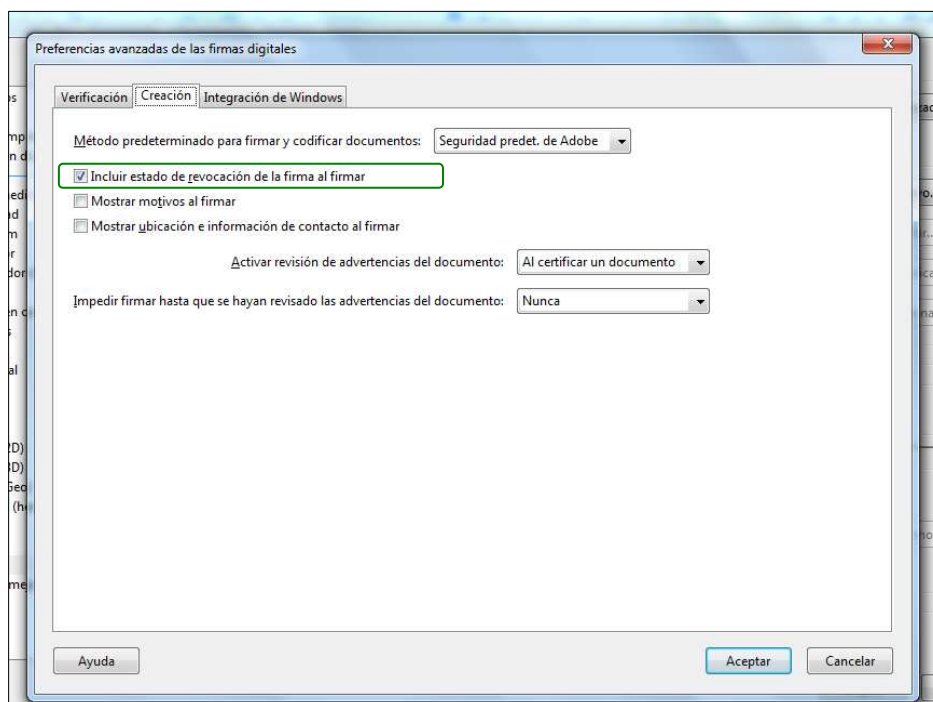 Preferencias avanzadas de las firmas digitales
Verificación Creación Integración de Windows
Método predeterminado para firmar y codificar documentos: Seguridad predet. de Adobe
Incluir estado de revocación de la firma al firmar
Mostrar motivos al firmar
Mostrar ubicación e información de contacto al firmar
Activar revisión de advertencias del documento: Al certificar un documento
Impedir firmar hasta que se hayan revisado las advertencias del documento: Nunca
Ayuda Aceptar Cancelar